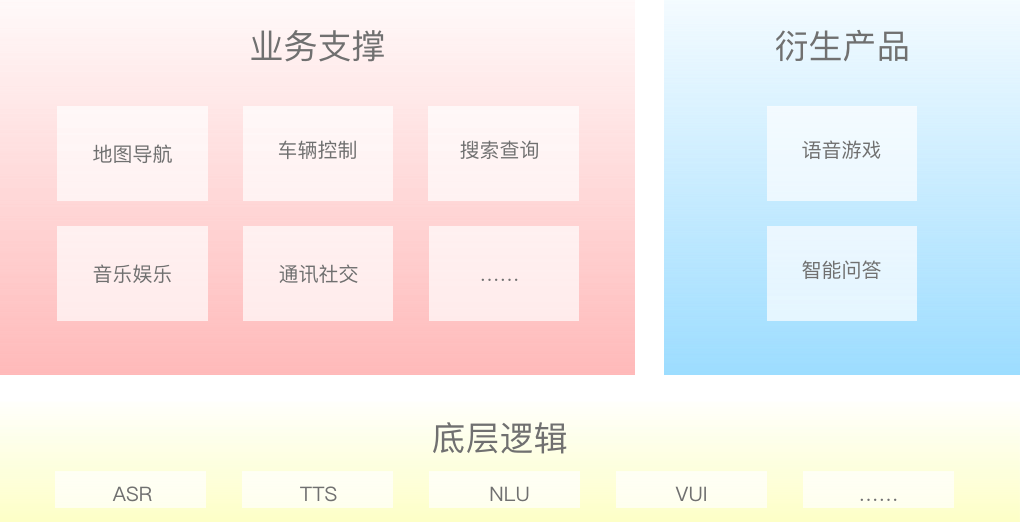 业务支撑
地图导航
车辆控制
搜索查询
音乐娱乐
通讯社交
……
衍生产品
语音游戏
智能问答
底层逻辑
ASR
TTS
NLU
VUI
……